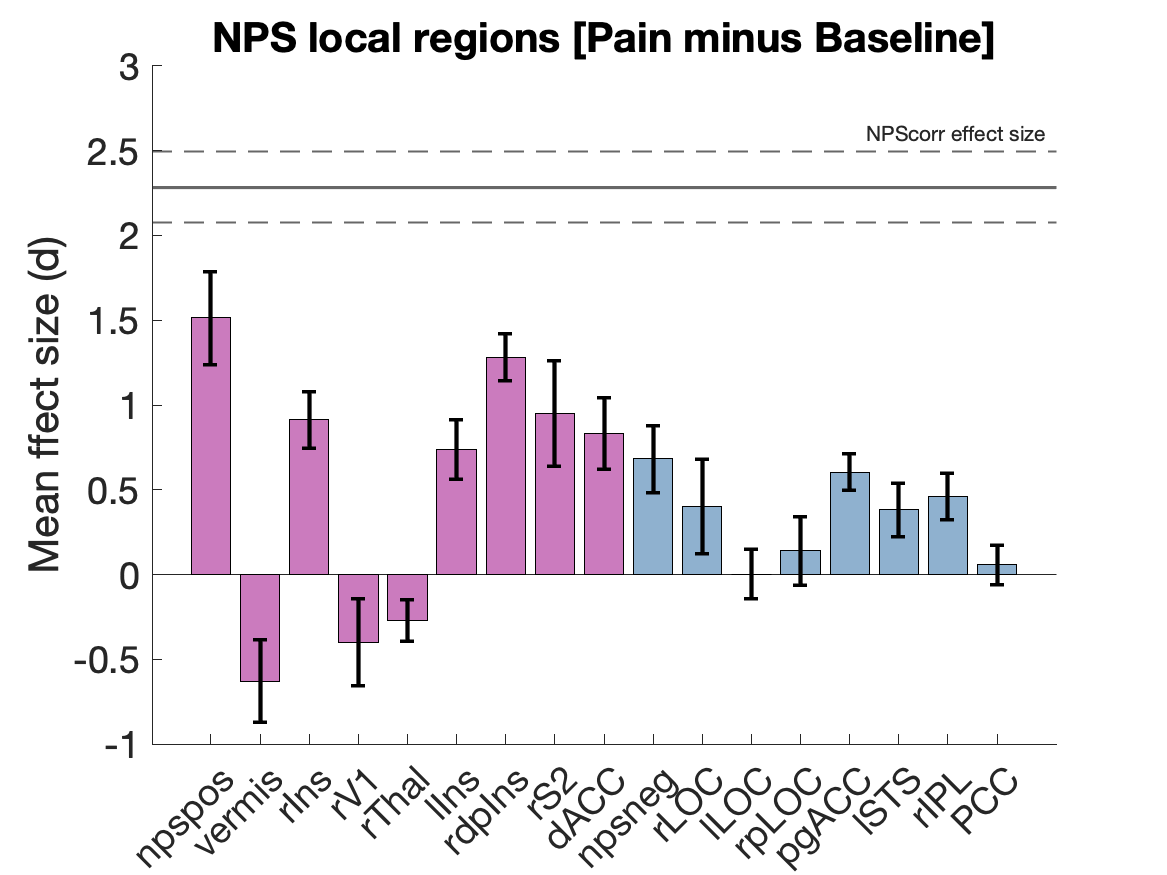 NPS local regions [Pain minus Baseline]
3
2.5
2
1.5
1
0.5
0
-0.5
-1
Mean ffect size (d)
NPScorr effect size
npspos
vermis
rIns
rV1
rThal
lIns
rdpIns
rS2
dACC
npsneg
rLOC
lLOC
rpLOC
pgACC
lSTS
rIPL
PCC